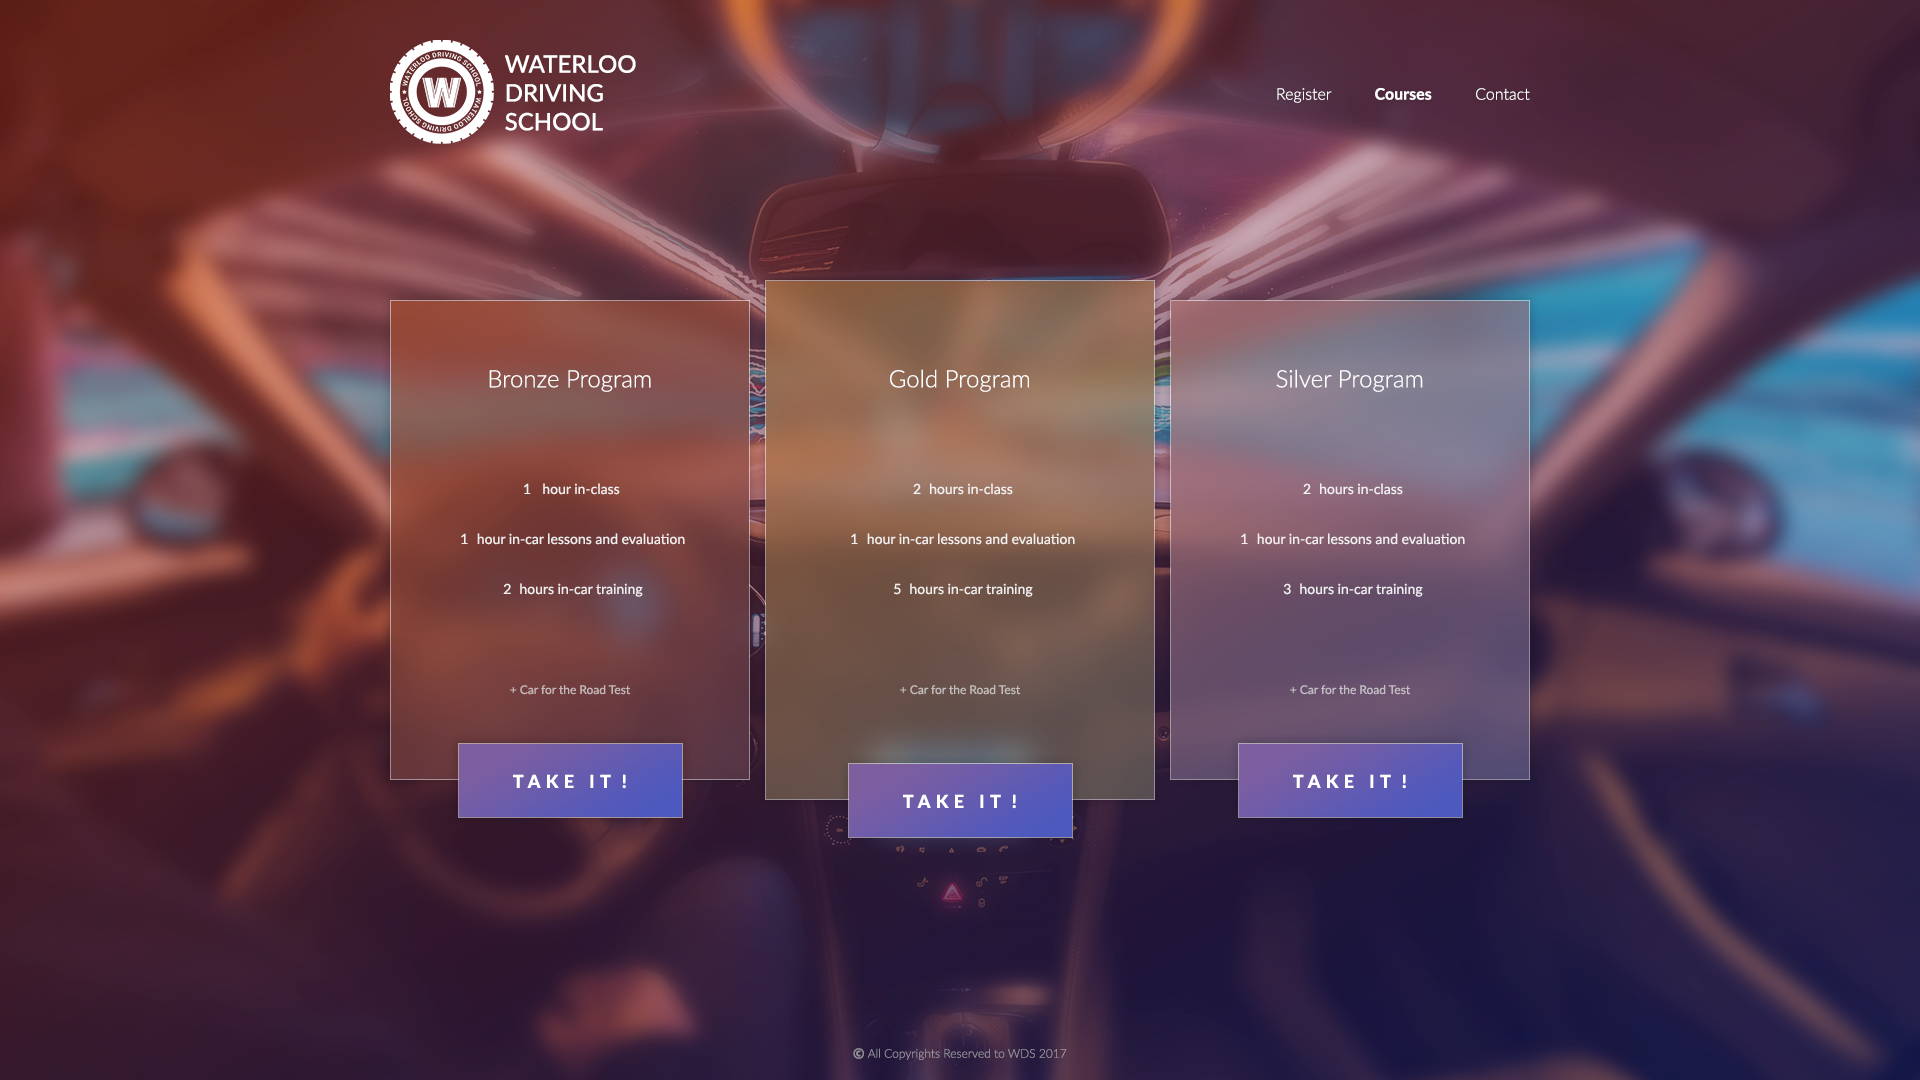 WATERLOO DRIVING SCHOOL ★ WATERLOO DRIVING SCHOOL ★
W
WATERLOO
DRIVING
SCHOOL
Register
Courses
Contact
Bronze Program
1 hour in-class
1 hour in-car lessons and evaluation
2 hours in-car training
+ Car for the Road Test
TAKE IT !
Gold Program
2 hours in-class
1 hour in-car lessons and evaluation
5 hours in-car training
+ Car for the Road Test
TAKE IT !
Silver Program
2 hours in-class
1 hour in-car lessons and evaluation
3 hours in-car training
+ Car for the Road Test
TAKE IT !
© All Copyrights Reserved to WDS 2017